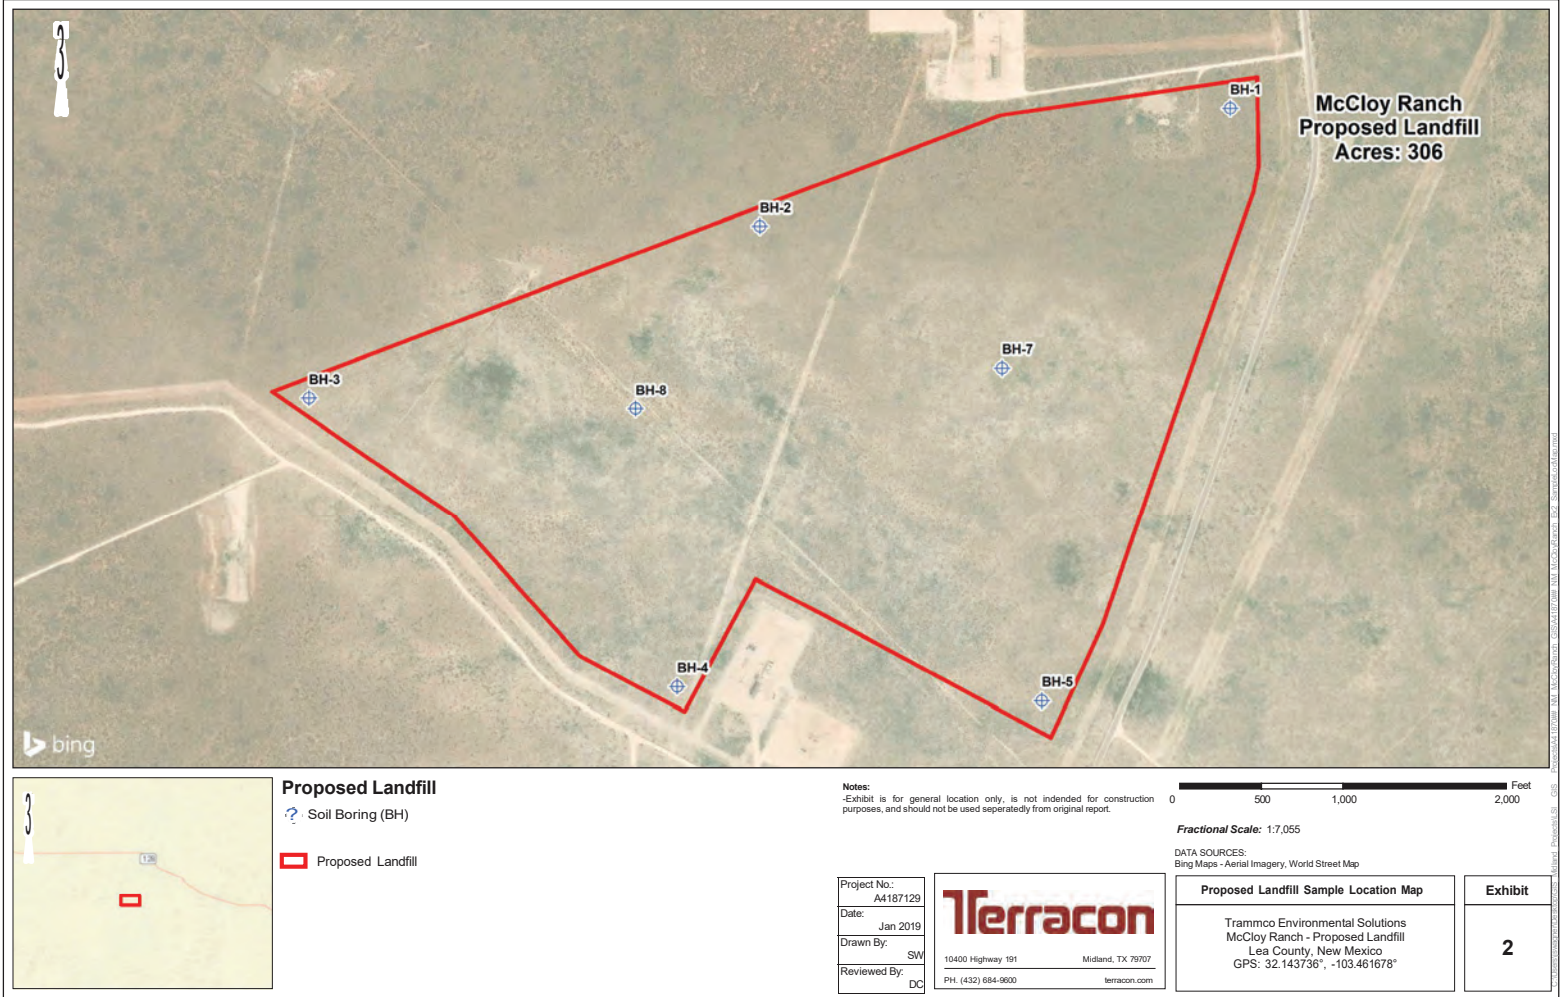 3
BH-1
McCloy Ranch
Proposed Landfill
Acres: 306
BH-2
BH-7
BH-3
BH-8
BH-4
BH-5
bing
3
Proposed Landfill
? Soil Boring (BH)
Proposed Landfill
Notes:
-Exhibit is for general location only, is not indended for construction
purposes, and should not be used seperatedly from original report.
Feet
0 500 1,000 2,000
Fractional Scale: 1:7,055
DATA SOURCES:
Bing Maps - Aerial Imagery, World Street Map
Project No.:
A4187129
Date:
Jan 2019
Drawn By:
SW
Reviewed By:
DC
Terracon
10400 Highway 191 Midland, TX 79707
PH. (432) 684-9600 terracon.com
Proposed Landfill Sample Location Map
Trammco Environmental Solutions
McCloy Ranch - Proposed Landfill
Lea County, New Mexico
GPS: 32.143736°, -103.461678°
Exhibit
2